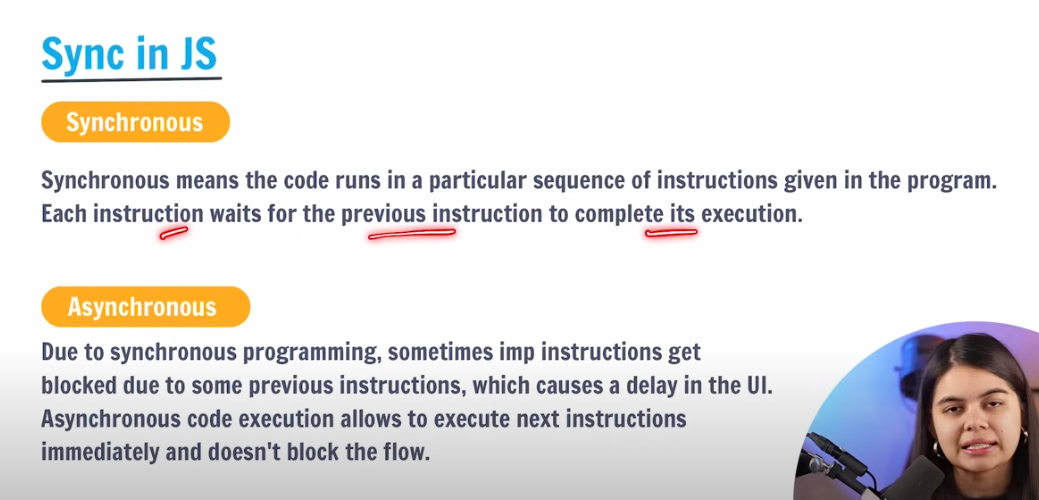 Sync in JS
Synchronous
Synchronous means the code runs in a particular sequence of instructions given in the program.
Each instruction waits for the previous instruction to complete its execution.
Asynchronous
Due to synchronous programming, sometimes imp instructions get
blocked due to some previous instructions, which causes a delay in the UI.
Asynchronous code execution allows to execute next instructions
immediately and doesn't block the flow.